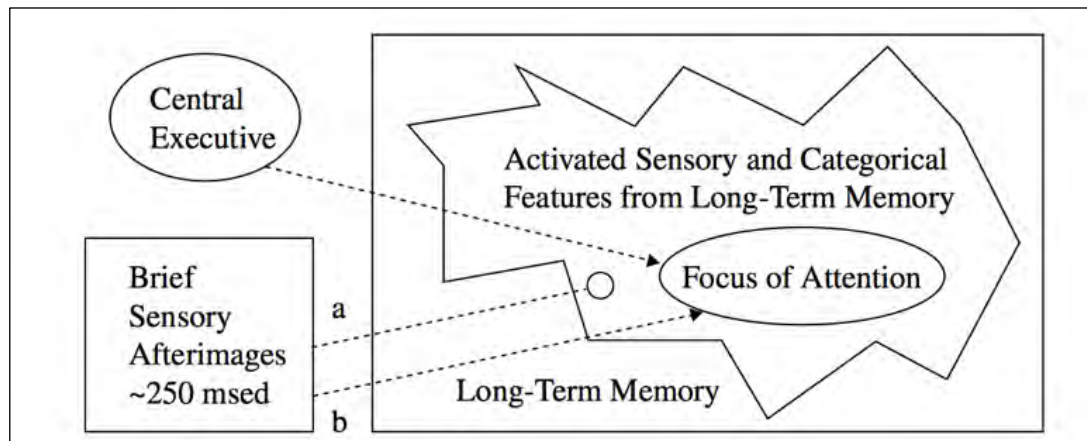 Central
Executive
Activated Sensory and Categorical
Features from Long-Term Memory
Focus of Attention
Brief
Sensory
Afterimages
~250 msed
a
b
Long-Term Memory